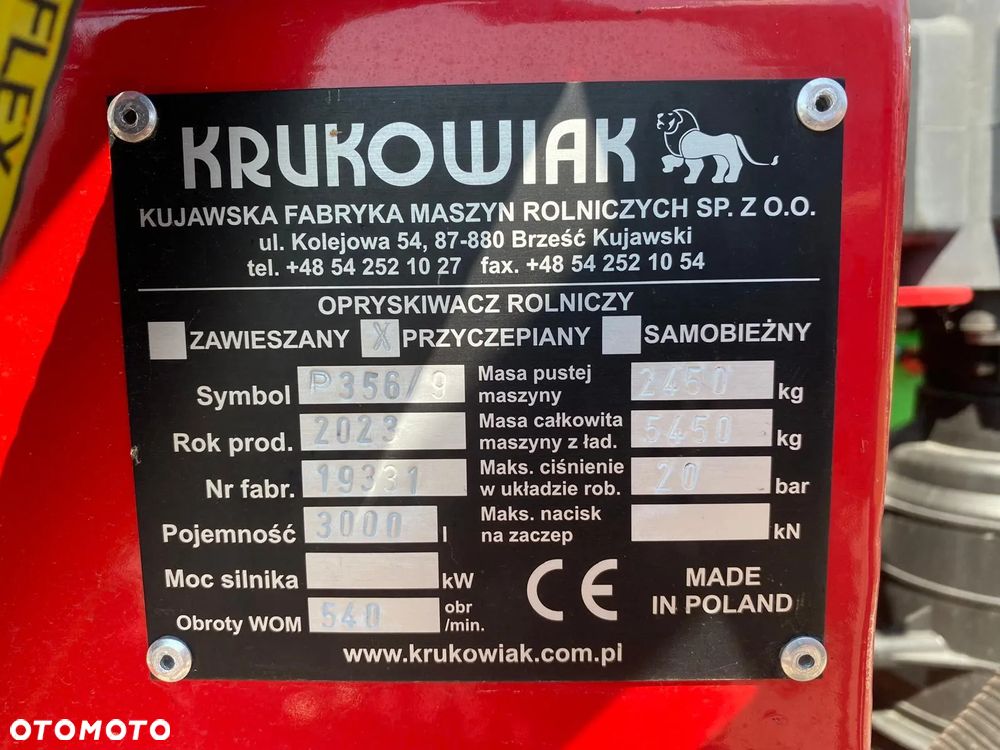 FLEX
KRUKOWIAK
KUJAWSKA FABRYKA MASZYN ROLNICZYCH SP. Z O.O.
ul. Kolejowa 54, 87-880 Brześć Kujawski
tel. +48 54 252 10 27 fax. +48 54 252 10 54
OPRYSKIWACZ ROLNICZY
ZAWIESZANY X PRZYCZEPIANY SAMOBIEŻNY
Symbol P356/9
Rok prod. 2023
Nr fabr. 19331
Pojemność 3000 l
Moc silnika kW
Obroty WOM 540 obr/min.
Masa pustej
maszyny 2450 kg
Masa całkowita
maszyny z ład. 5450 kg
Maks. ciśnienie
w układzie rob. 20 bar
Maks. nacisk
na zaczep kN
CE
MADE
IN POLAND
www.krukowiak.com.pl
OTOMOTO